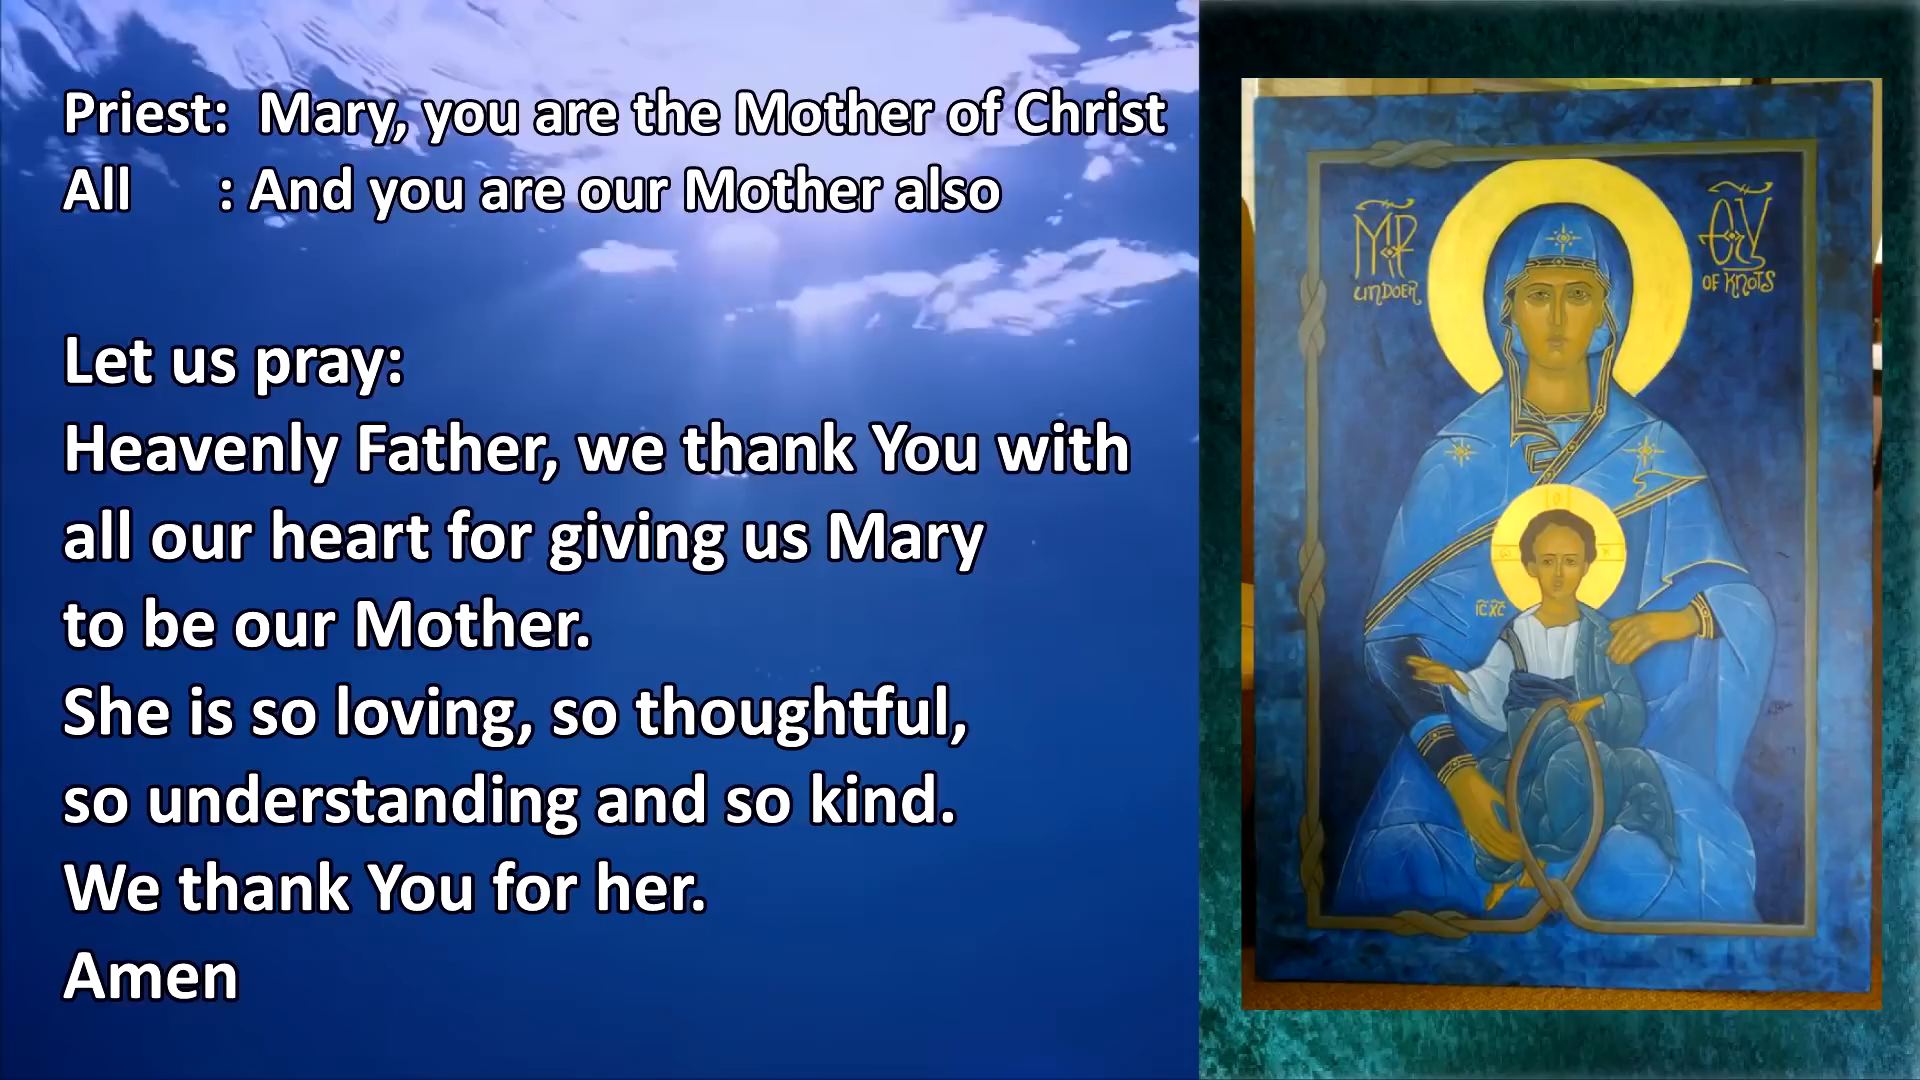 Priest: Mary, you are the Mother of Christ
All : And you are our Mother also
Let us pray:
Heavenly Father, we thank You with
all our heart for giving us Mary
to be our Mother.
She is so loving, so thoughtful,
so understanding and so kind.
We thank You for her.
Amen
MP
UNDOER
ΘV
OF KNOTS
IC XC